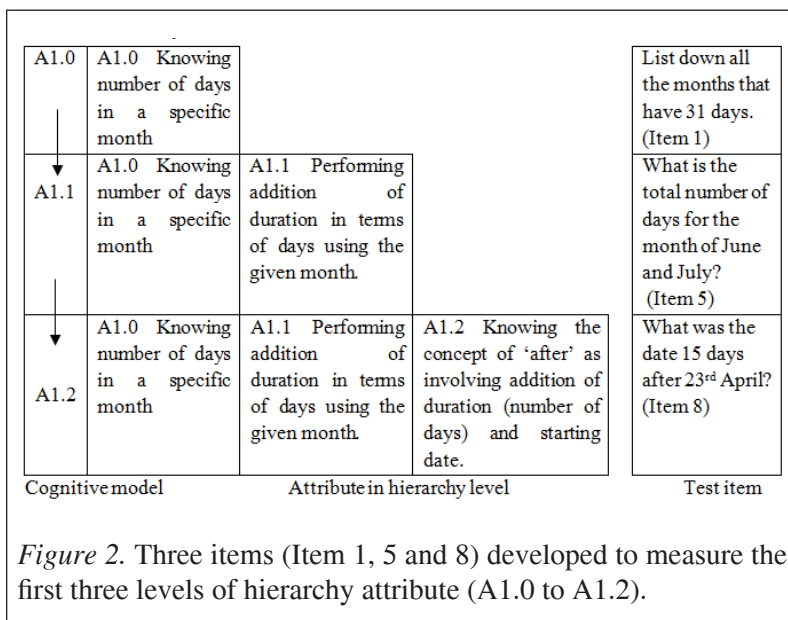 A1.0
A1.0 Knowing
number of days
in a specific
month
List down all
the months that
have 31 days.
(Item 1)
A1.1
A1.0 Knowing
number of days
in a specific
month
A1.1 Performing
addition of
duration in terms
of days using the
given month.
What is the
total number of
days for the
month of June
and July?
(Item 5)
A1.2
A1.0 Knowing
number of days
in a specific
month
A1.1 Performing
addition of
duration in terms
of days using the
given month.
A1.2 Knowing the
concept of ‘after’ as
involving addition of
duration (number of
days) and starting
date.
What was the
date 15 days
after 23rd April?
(Item 8)
Cognitive model Attribute in hierarchy level Test item
Figure 2. Three items (Item 1, 5 and 8) developed to measure the
first three levels of hierarchy attribute (A1.0 to A1.2).